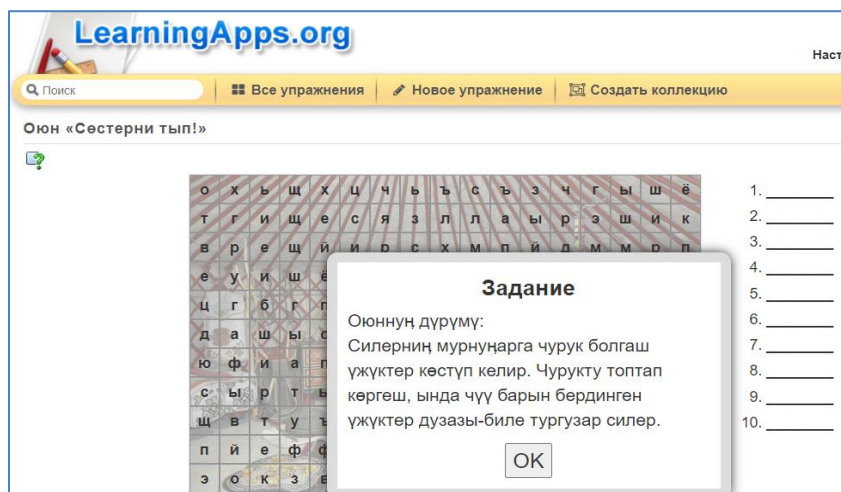 LearningApps.org
Наст
Поиск
Все упражнения
Новое упражнение
Создать коллекцию
Оюн «Сөстерни тып!»
о х ь щ х ц ч ь ъ с ъ з ч г ы ш ё
т г и щ е с я з л л а ы р э ш и к
в р е щ й и р с х м п й д м м р п
е у и ш ё
ц г б г п
д а ш ы с
ю ф и а п
с ы р т ь
щ в т у ъ
п й е ф ф
э о к з в
Задание
Оюннуң дүрүмү:
Силерниң мурнуңарга чурук болгаш
үжүктер көстүп келир. Чурукту топтап
көргеш, ында чүү барын бердинген
үжүктер дузазы-биле тургузар силер.
OK
1.
2.
3.
4.
5.
6.
7.
8.
9.
10.